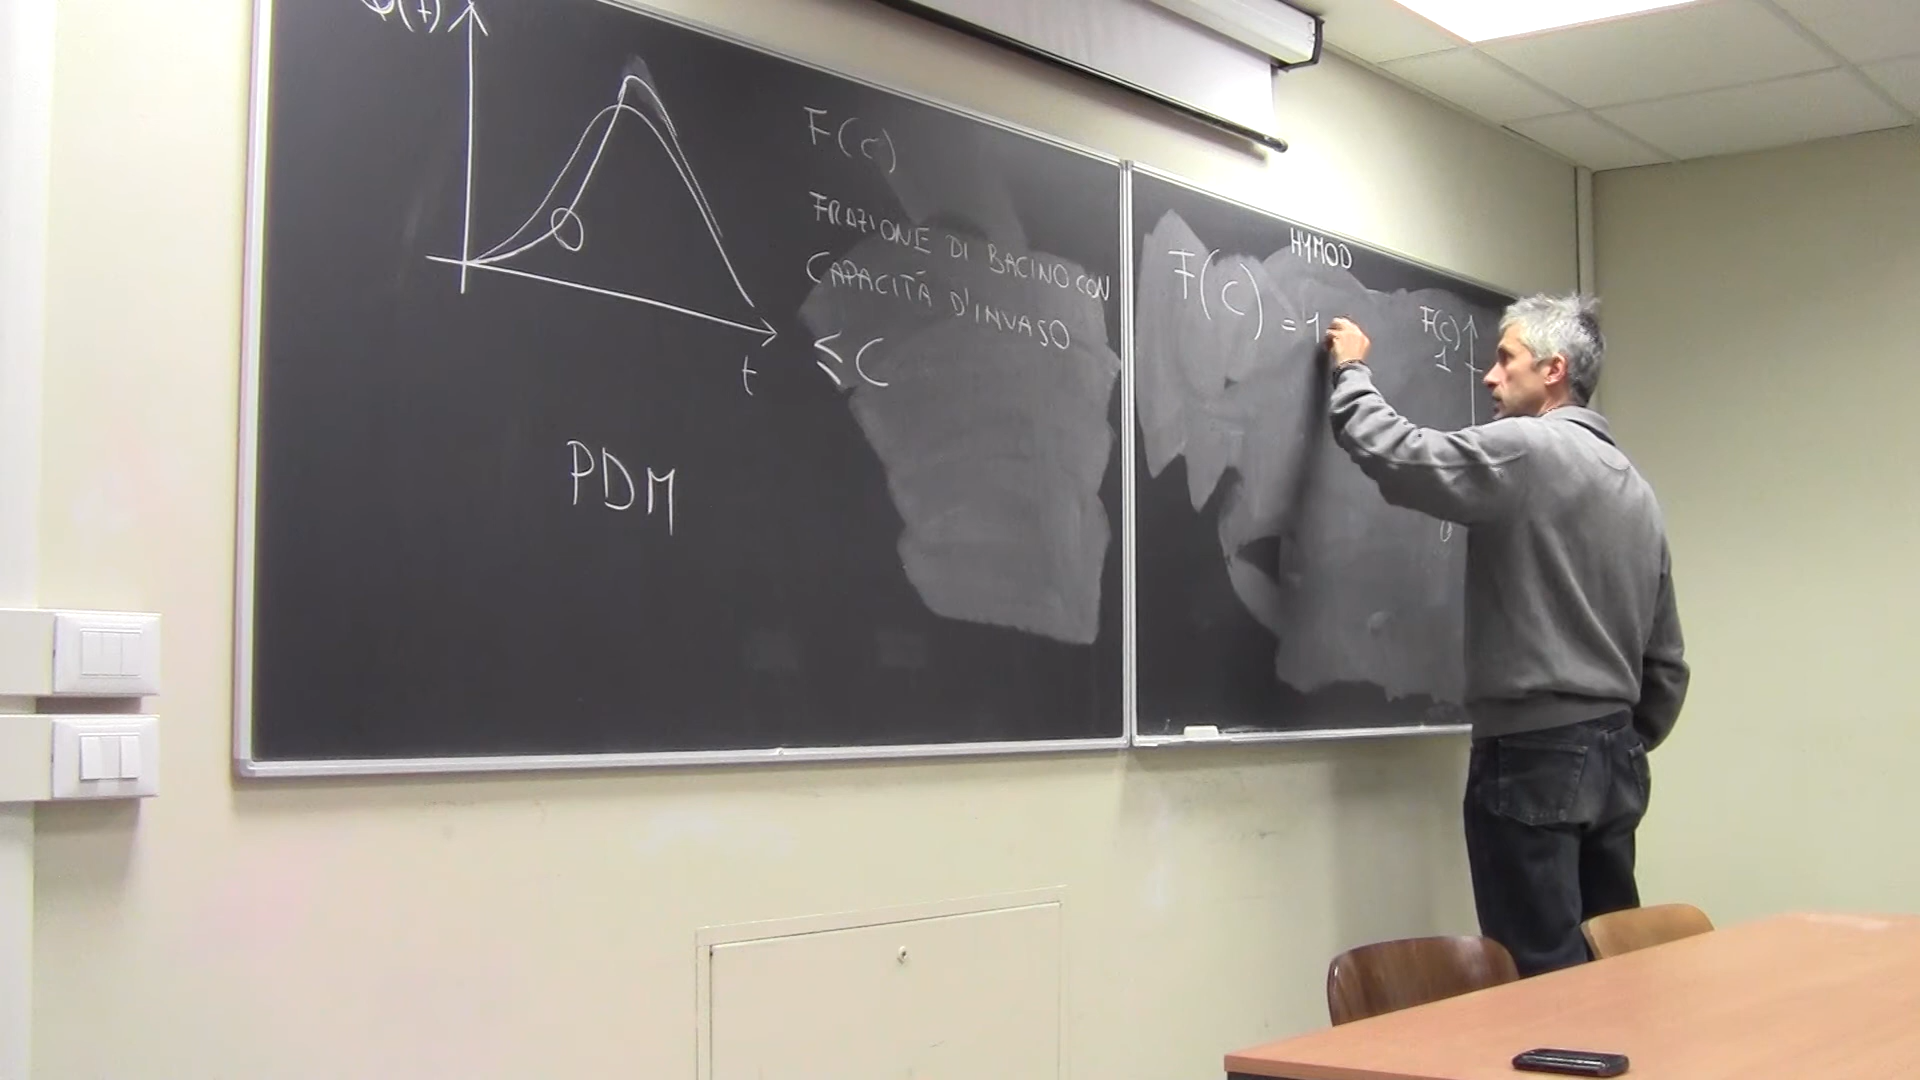 t
PDM
F(c)
FRAZIONE DI BACINO CON
CAPACITÀ D'INVASO
≤ C
HYMOD
F(C) = 1
F(C)
1
0